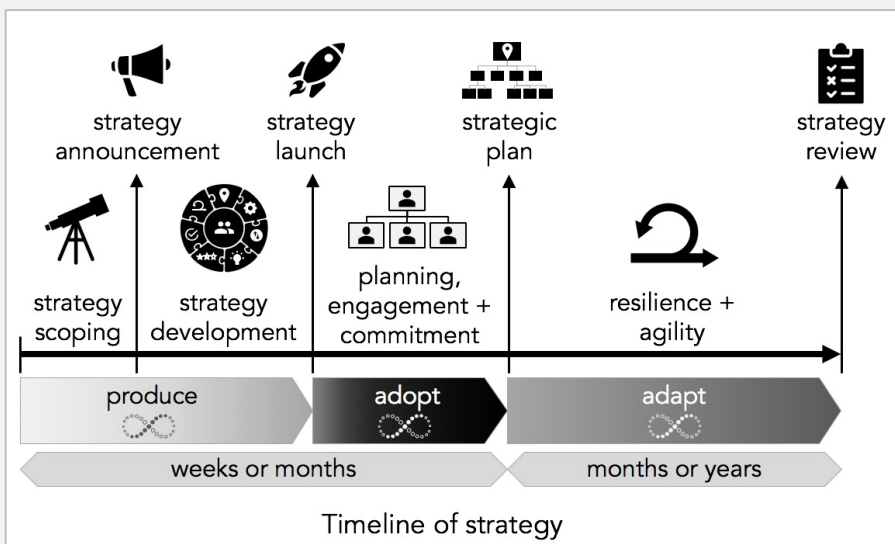 strategy
announcement
strategy
launch
strategic
plan
strategy
review
strategy
scoping
strategy
development
planning,
engagement +
commitment
resilience +
agility
produce
adopt
adapt
weeks or months
months or years
Timeline of strategy